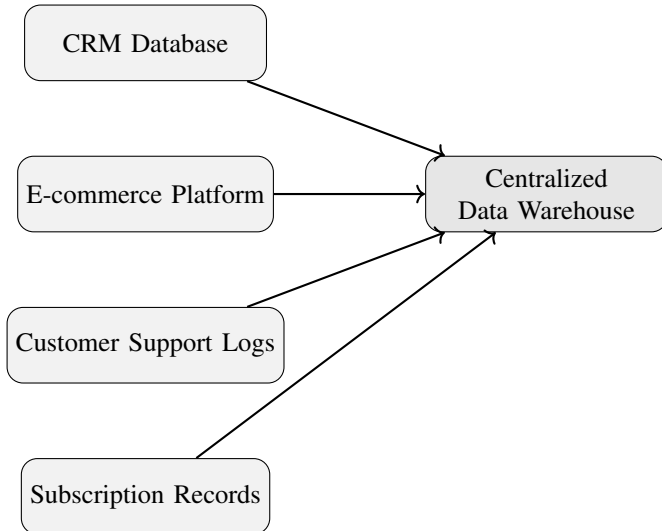 CRM Database
E-commerce Platform
Centralized
Data Warehouse
Customer Support Logs
Subscription Records